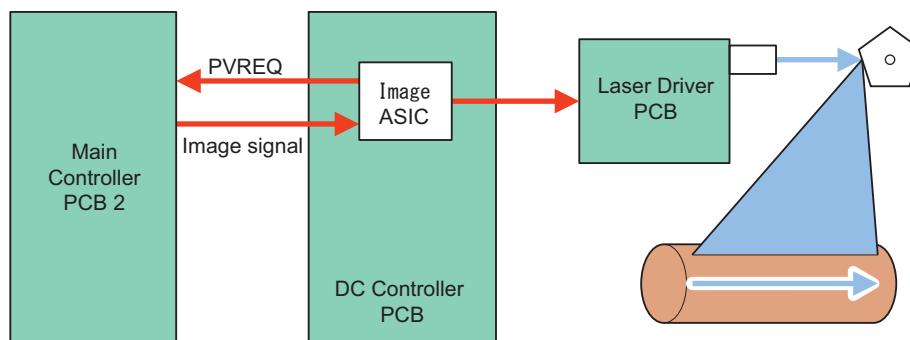 PVREQ
Image signal
Main
Controller
PCB 2
Image
ASIC
DC Controller
PCB
Laser Driver
PCB